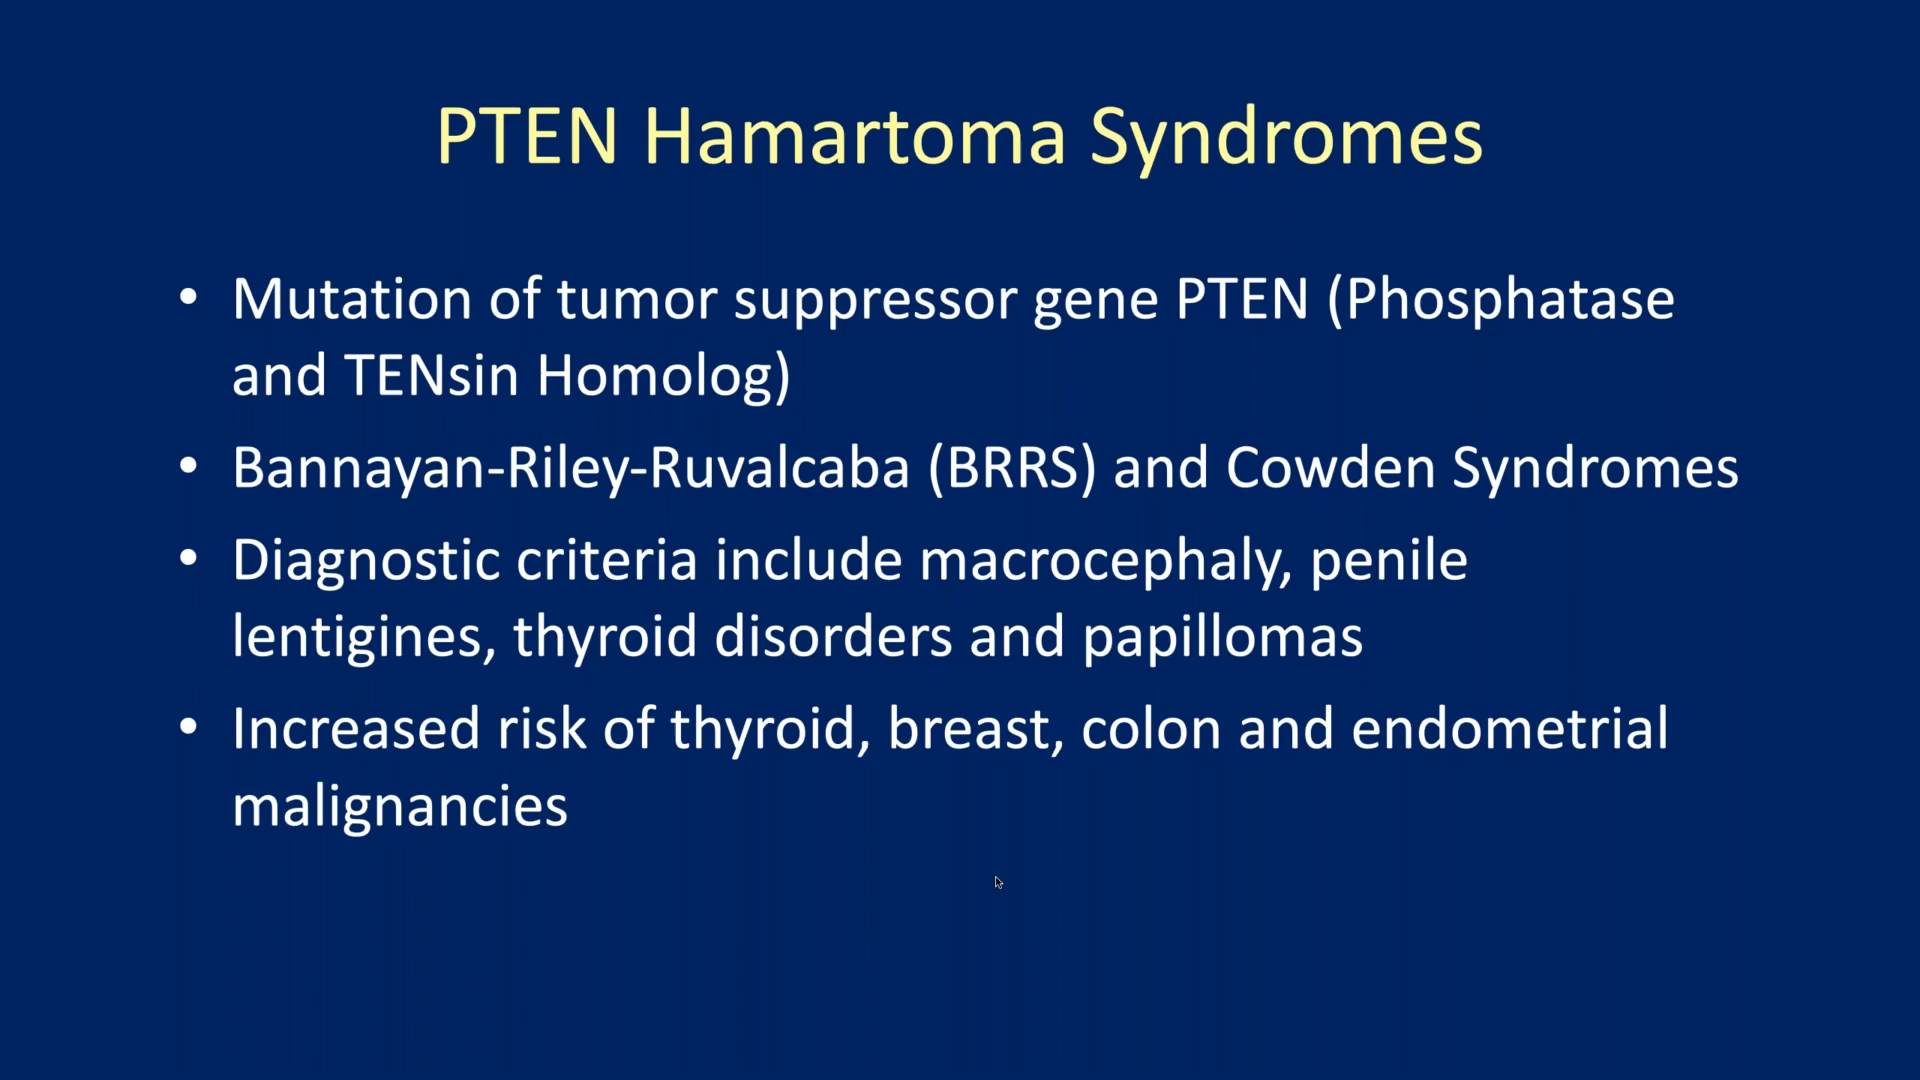 PTEN Hamartoma Syndromes
• Mutation of tumor suppressor gene PTEN (Phosphatase
and TENsin Homolog)
• Bannayan-Riley-Ruvalcaba (BRRS) and Cowden Syndromes
• Diagnostic criteria include macrocephaly, penile
lentigines, thyroid disorders and papillomas
• Increased risk of thyroid, breast, colon and endometrial
malignancies